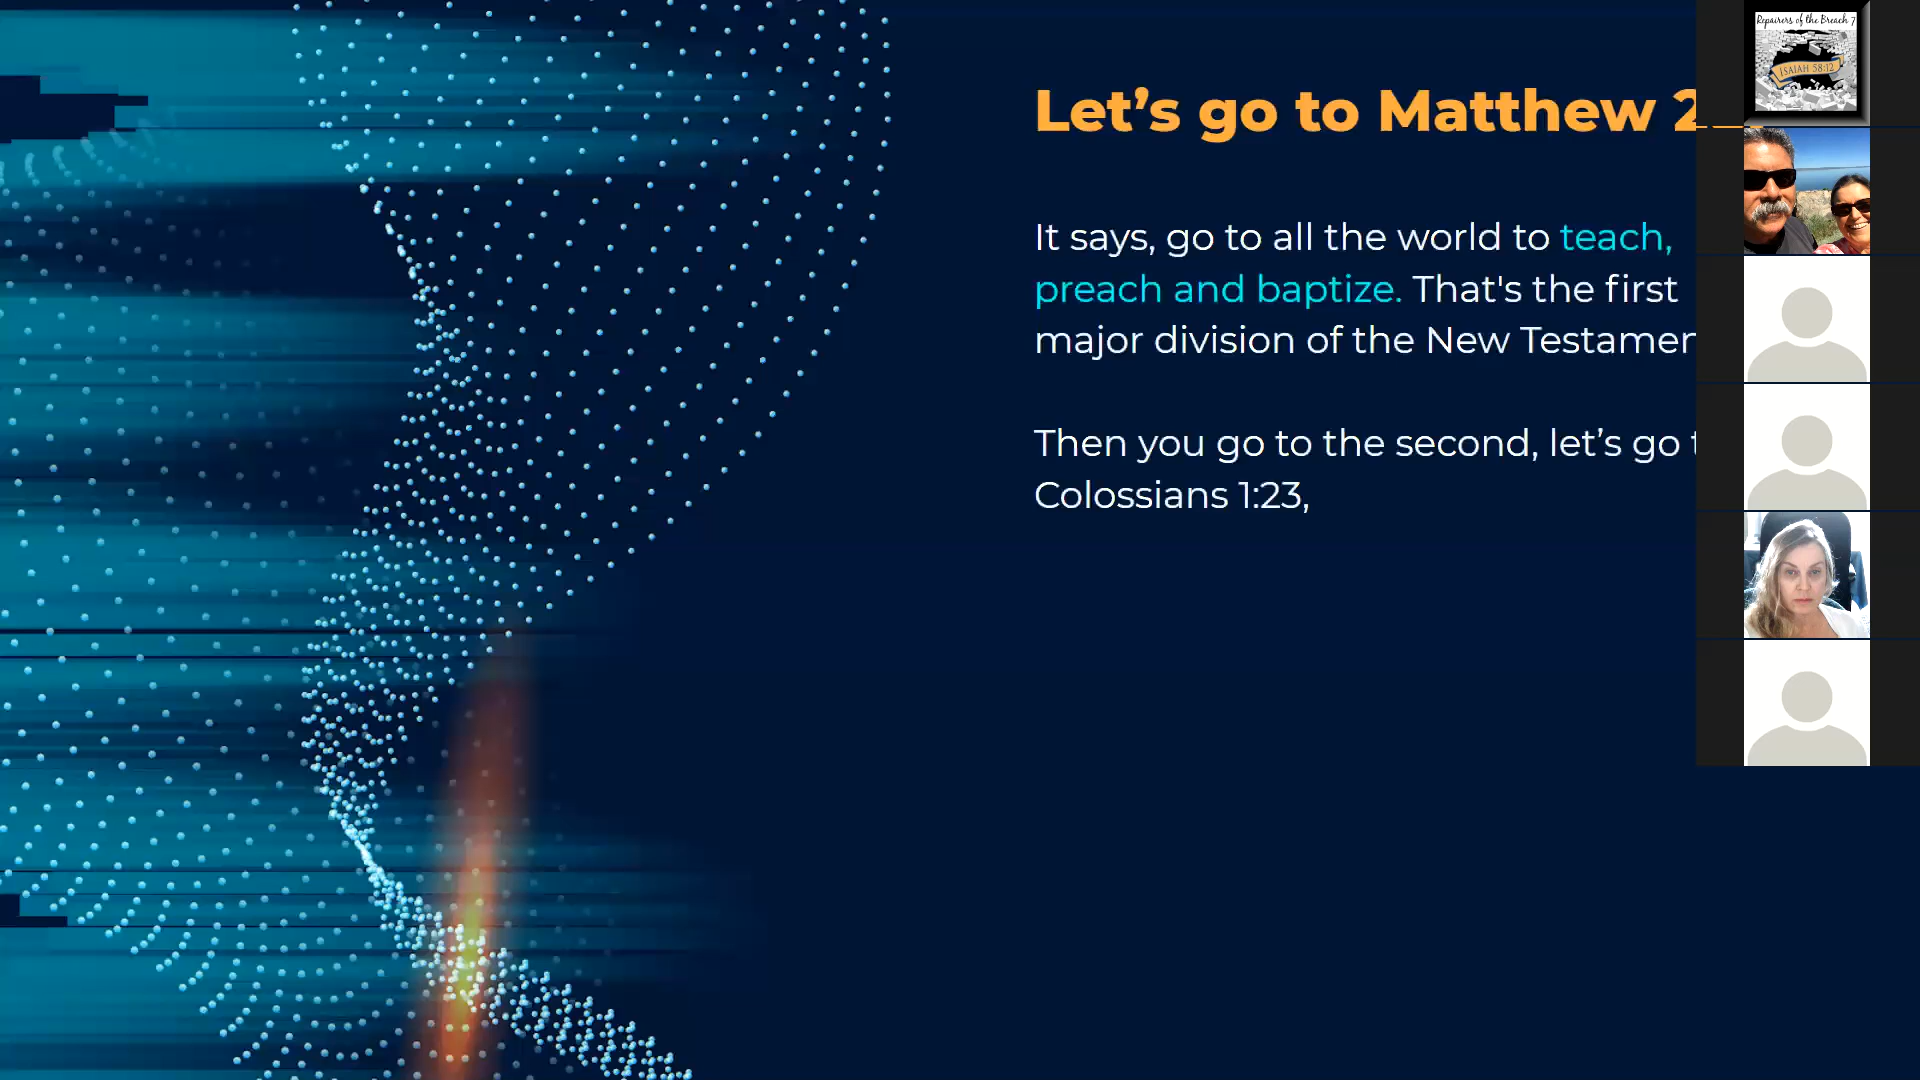 Let’s go to Matthew 2
It says, go to all the world to teach,
preach and baptize. That's the first
major division of the New
Then you go to the second, let’s go
Colossians 1:23,
Repairers of the Breach 7
ISAIAH 58:12